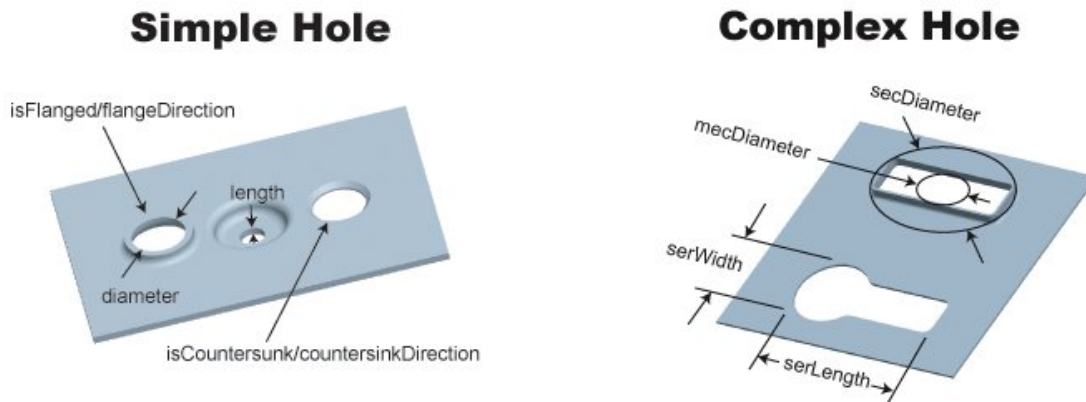 Simple Hole
Complex Hole
isFlanged/flangeDirection
length
diameter
isCountersunk/countersinkDirection
secDiameter
mecDiameter
serWidth
serLength